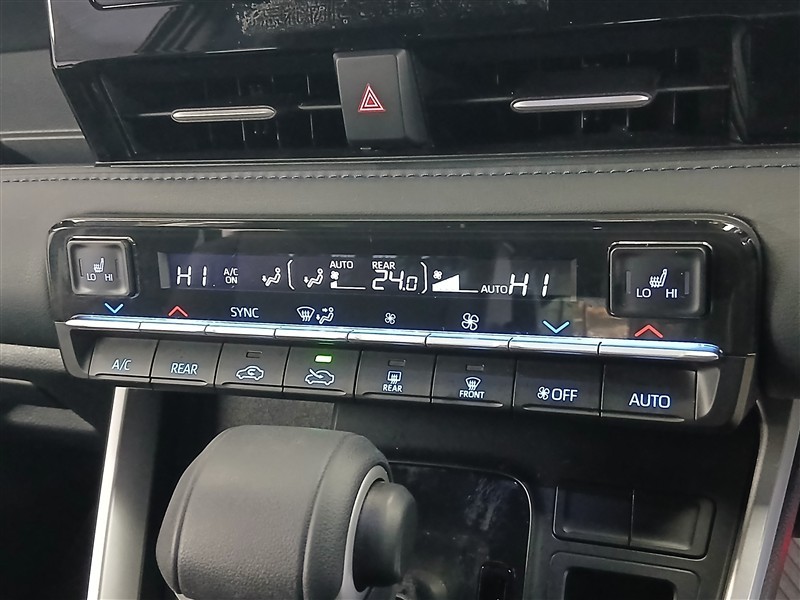 LO HI
HI A/C ON AUTO REAR 24.0 AUTO HI
LO HI
SYNC
A/C REAR REAR FRONT OFF AUTO